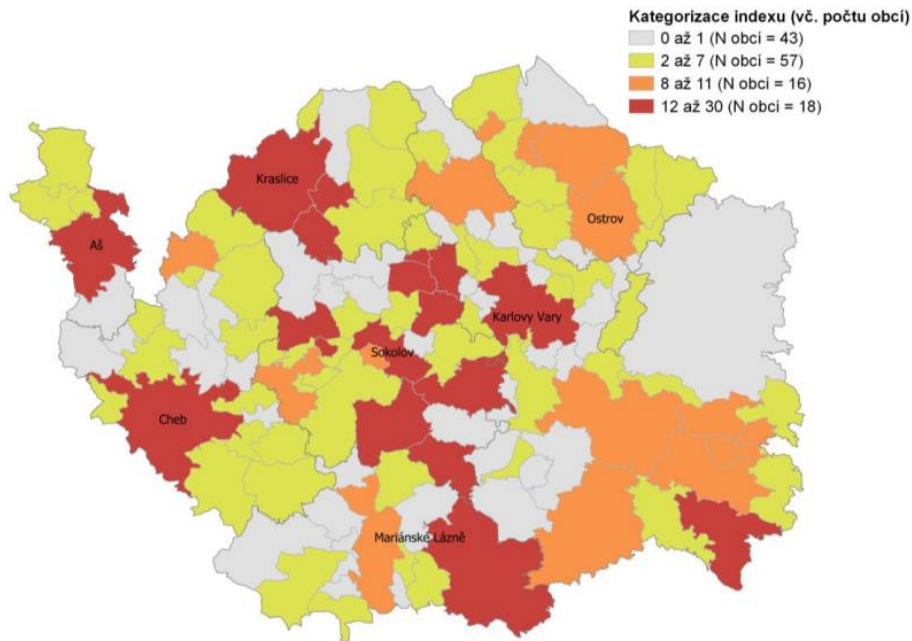 Kategorizace indexu (vč. počtu obcí)
0 až 1 (N obcí = 43)
2 až 7 (N obcí = 57)
8 až 11 (N obcí = 16)
12 až 30 (N obcí = 18)
Kraslice
Ostrov
Aš
Karlovy Vary
Sokolov
Cheb
Mariánské Lázně